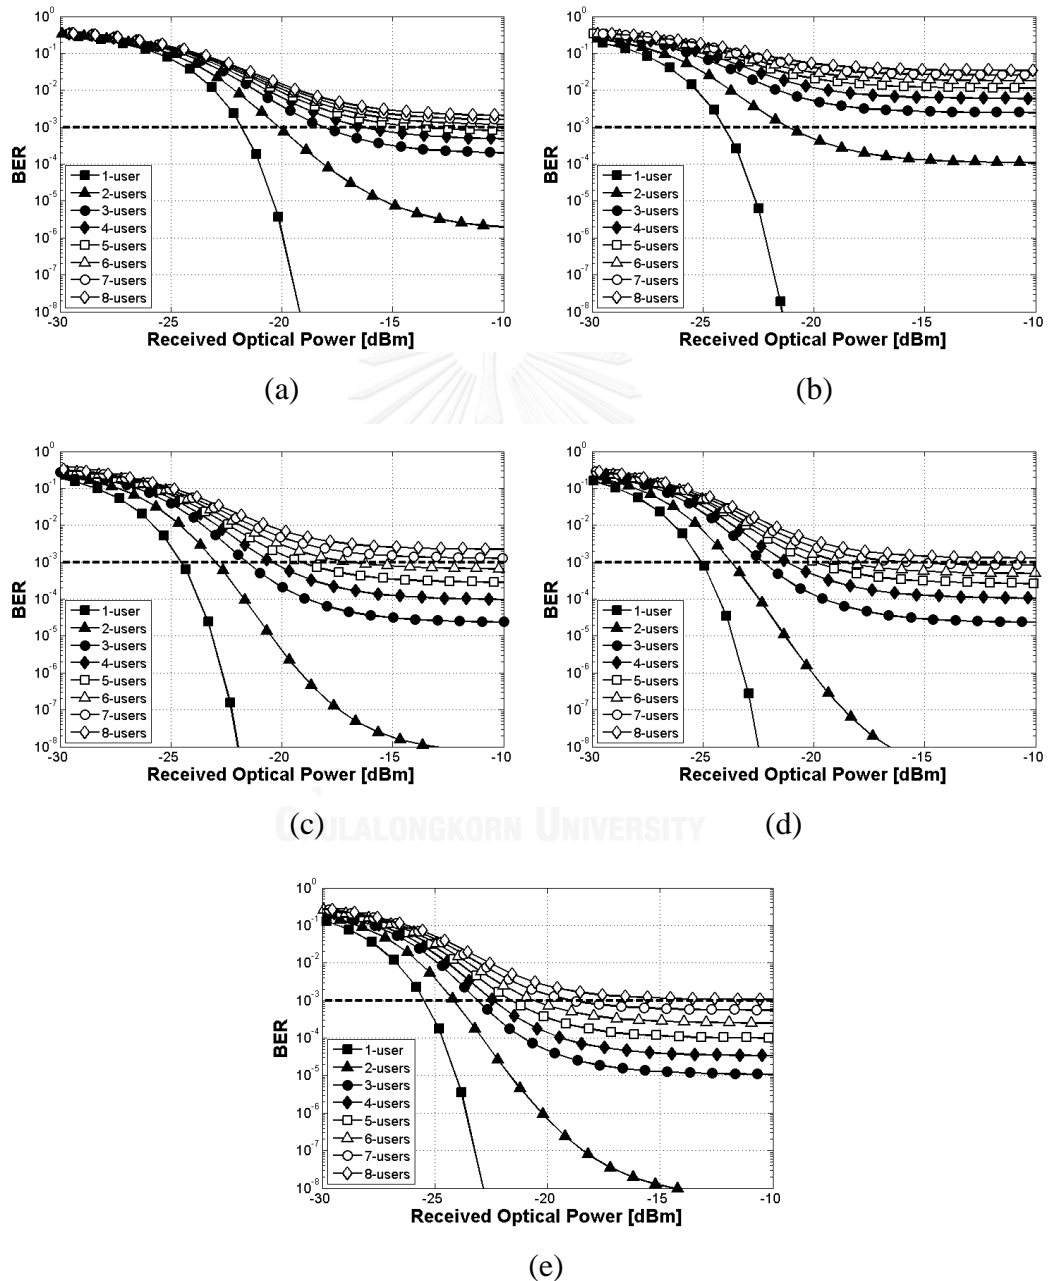 10^0
10^-1
10^-2
10^-3
10^-4
10^-5
10^-6
10^-7
10^-8
BER
1-user
2-users
3-users
4-users
5-users
6-users
7-users
8-users
-30 -25 -20 -15 -10
Received Optical Power [dBm]
(a)
10^0
10^-1
10^-2
10^-3
10^-4
10^-5
10^-6
10^-7
10^-8
BER
1-user
2-users
3-users
4-users
5-users
6-users
7-users
8-users
-30 -25 -20 -15 -10
Received Optical Power [dBm]
(b)
10^0
10^-1
10^-2
10^-3
10^-4
10^-5
10^-6
10^-7
10^-8
BER
1-user
2-users
3-users
4-users
5-users
6-users
7-users
8-users
-30 -25 -20 -15 -10
Received Optical Power [dBm]
(c)
10^0
10^-1
10^-2
10^-3
10^-4
10^-5
10^-6
10^-7
10^-8
BER
1-user
2-users
3-users
4-users
5-users
6-users
7-users
8-users
-30 -25 -20 -15 -10
Received Optical Power [dBm]
(d)
UNIVERSITY
10^0
10^-1
10^-2
10^-3
10^-4
10^-5
10^-6
10^-7
10^-8
BER
1-user
2-users
3-users
4-users
5-users
6-users
7-users
8-users
-30 -25 -20 -15 -10
Received Optical Power [dBm]
(e)